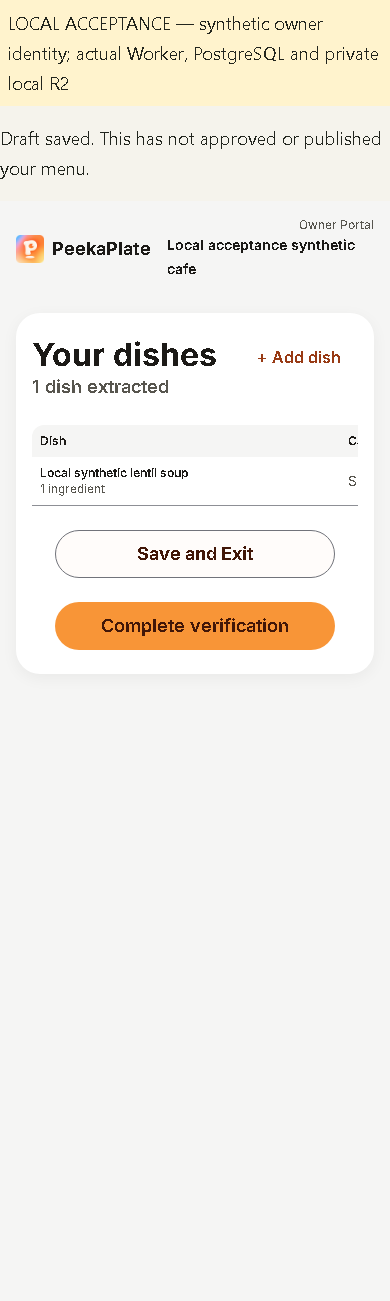 LOCAL ACCEPTANCE — synthetic owner
identity; actual Worker, PostgreSQL and private
local R2
Draft saved. This has not approved or published
your menu.
Owner Portal
PeekaPlate
Local acceptance synthetic
cafe
Your dishes
+ Add dish
1 dish extracted
Dish
Local synthetic lentil soup
1 ingredient
Save and Exit
Complete verification